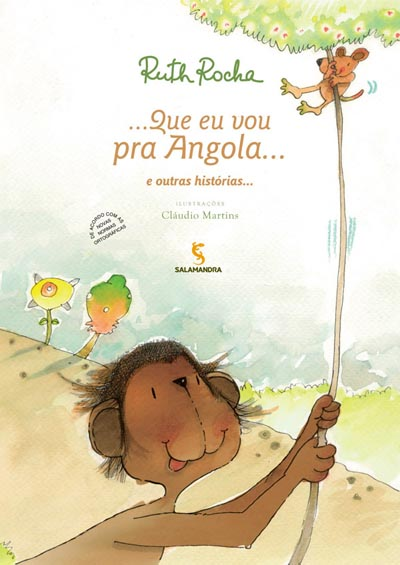 Ruth Rocha
...Que eu vou
pra Angola...
e outras histórias...
ILUSTRAÇÕES
Cláudio Martins
DE ACORDO COM AS
NOVAS
NORMAS
ORTOGRÁFICAS
SALAMANDRA